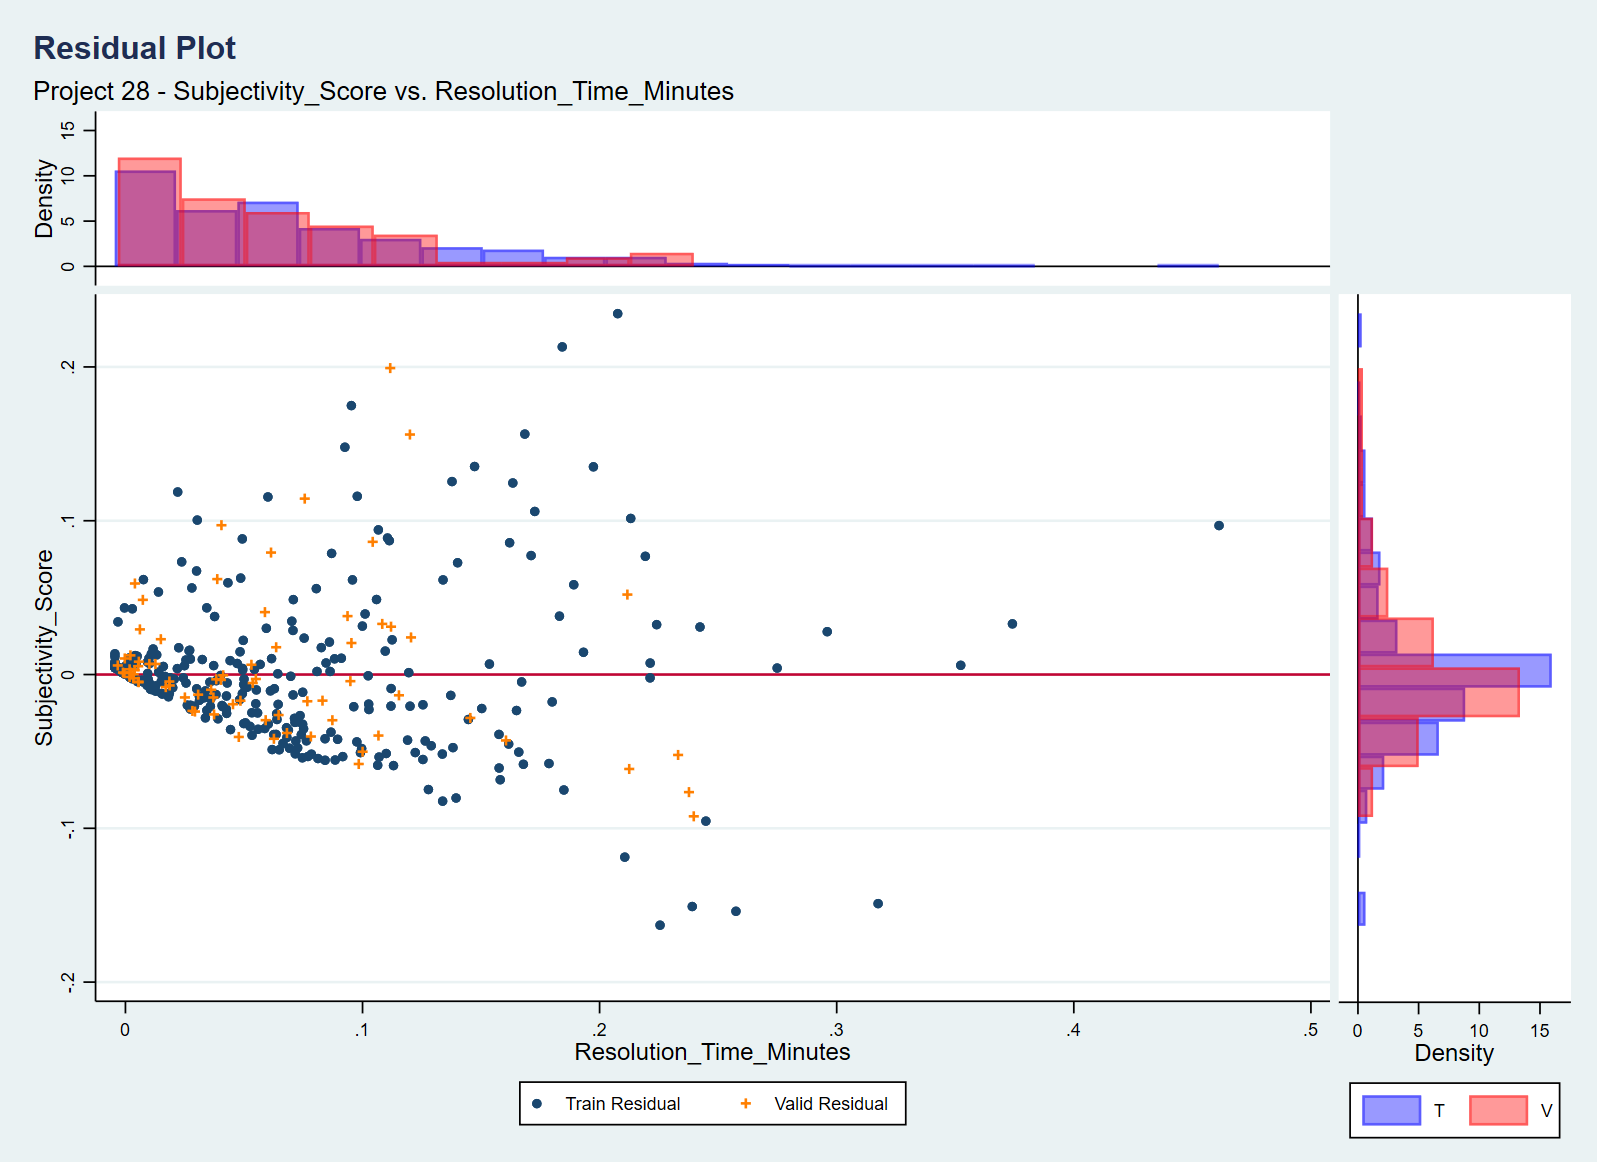 Residual Plot
Project 28 - Subjectivity_Score vs. Resolution_Time_Minutes
Density
15
10
5
0
Subjectivity_Score
.2
.1
0
-.1
-.2
0 .1 .2 .3 .4 .5
Resolution_Time_Minutes
0 5 10 15
Density
Train Residual Valid Residual
T V